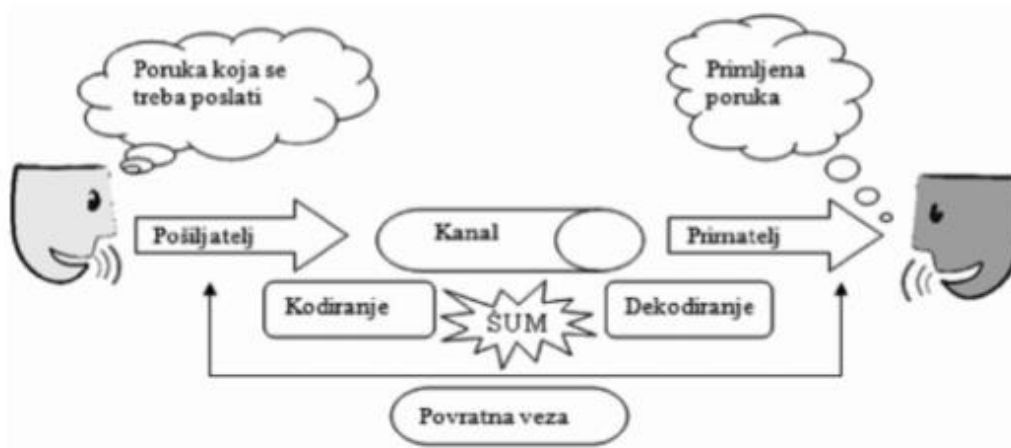 Poruka koja se
treba poslati
Primljena
poruka
Pošiljatelj
Kanal
Primatelj
Kodiranje
ŠUM
Dekodiranje
Povratna veza